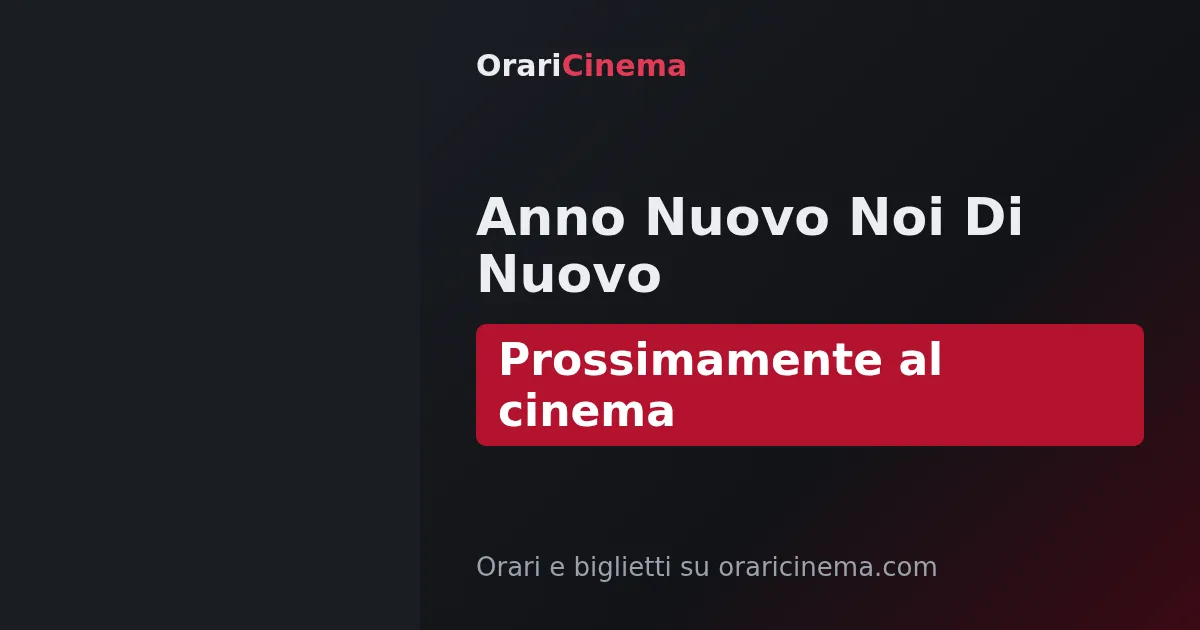 OrariCinema
Anno Nuovo Noi Di
Nuovo
Prossimamente al
cinema
Orari e biglietti su oraricinema.com